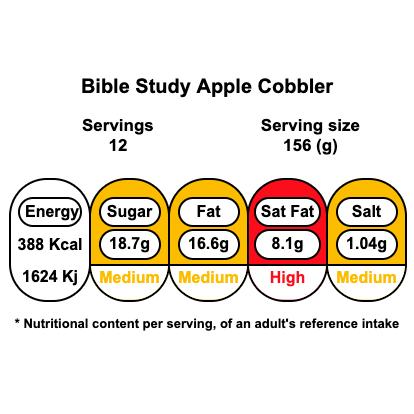 Bible Study Apple Cobbler
Servings Serving size
12 156 (g)
Energy Sugar Fat Sat Fat Salt
388 Kcal 18.7g 16.6g 8.1g 1.04g
1624 Kj Medium Medium High Medium
* Nutritional content per serving, of an adult's reference intake